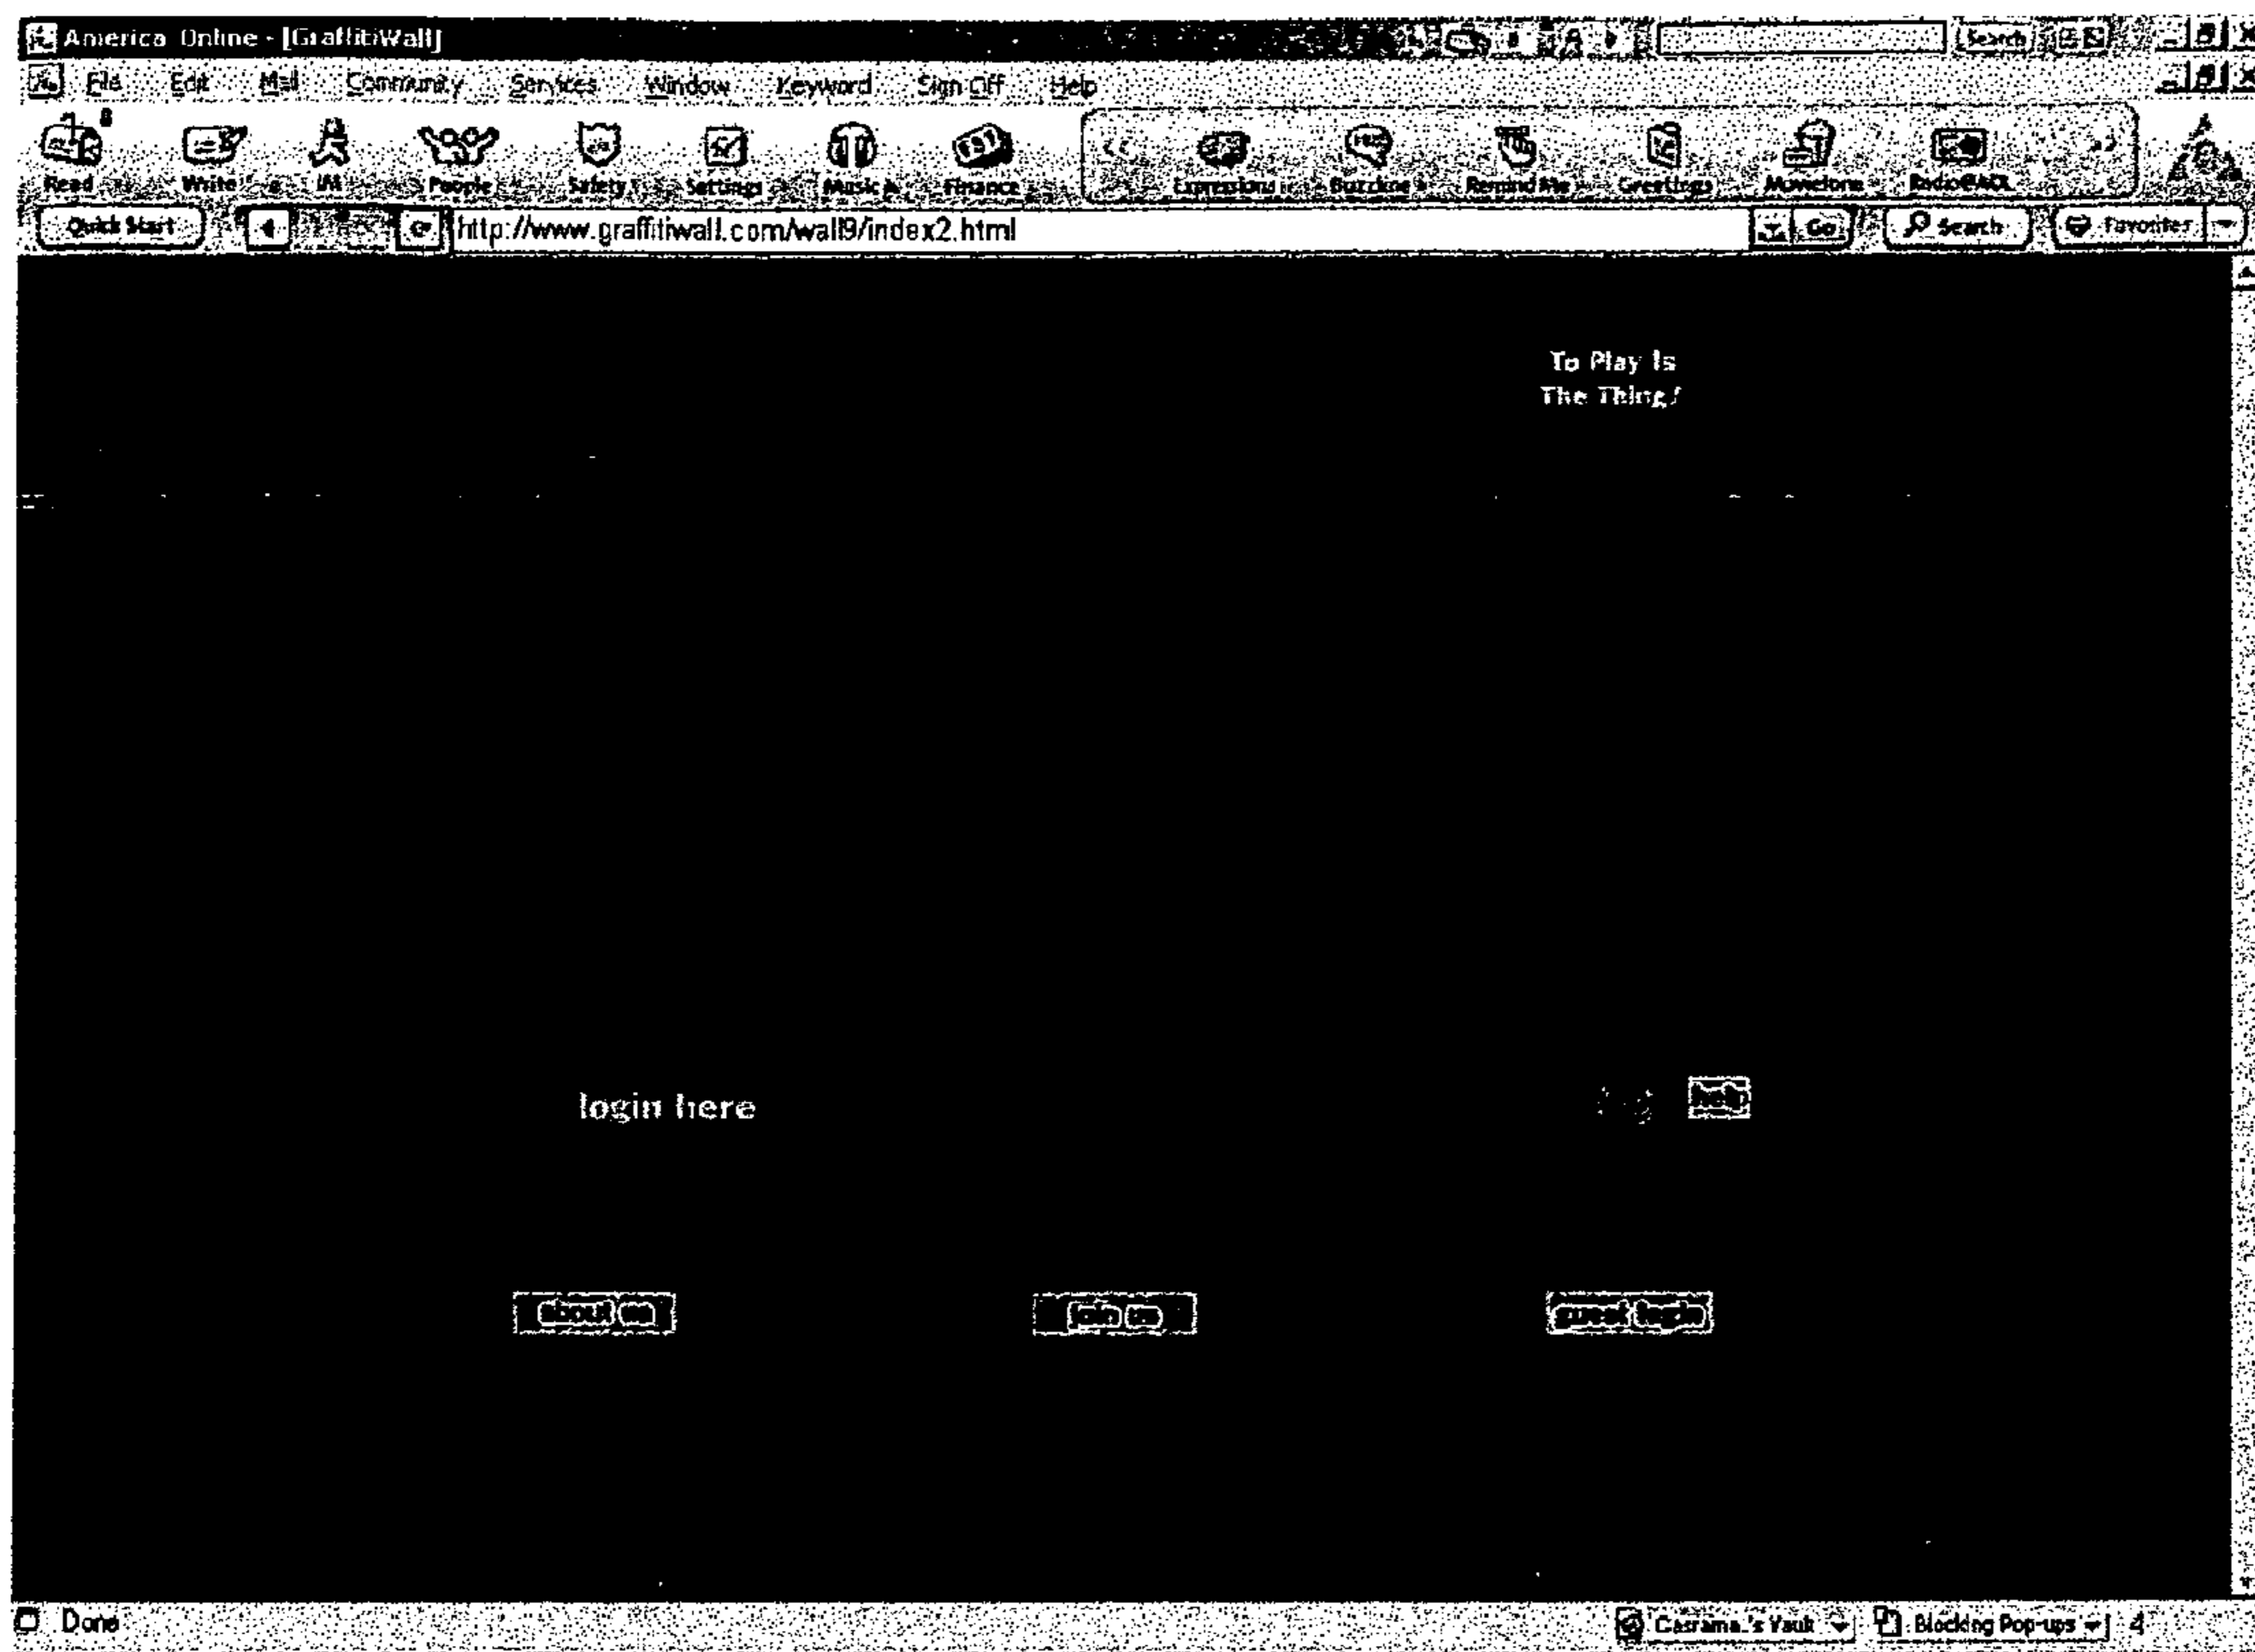 America Online - [GraffitiWall]
Search
File Edit Mail Community Services Window Keyword Sign Off Help
Read Write IM People Safety Settings Music Finance Expressions Remind Me Greetings Moviefone Radio@AOL
Quick Start http://www.graffitiwall.com/wall9/index2.html Go Search Favorites
To Play Is
The Thing!
login here help
about us join us guest login
Done Blocking Pop-ups 4